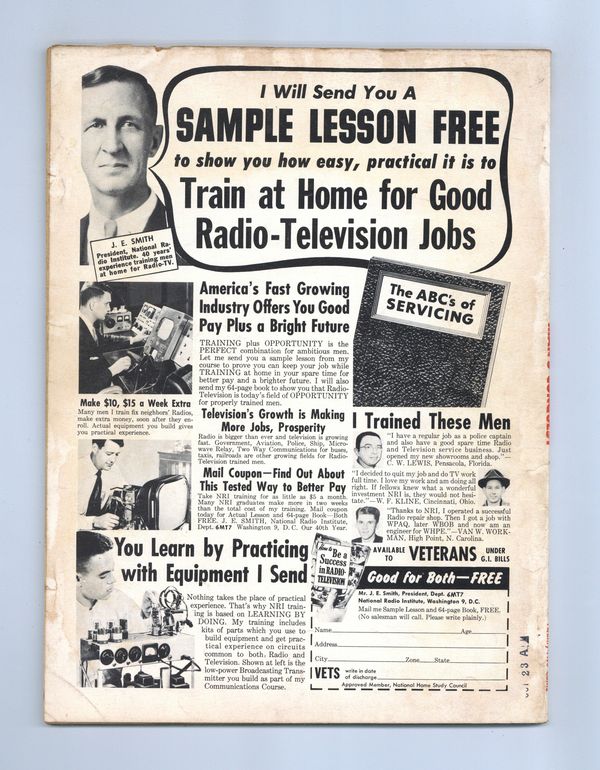 I Will Send You A
SAMPLE LESSON FREE
to show you how easy, practical it is to
Train at Home for Good
Radio-Television Jobs
J. E. SMITH
President, National Ra-
dio Institute. 40 years'
experience training men
at home for Radio-TV.
America's Fast Growing
Industry Offers You Good
Pay Plus a Bright Future
TRAINING plus OPPORTUNITY is the
PERFECT combination for ambitious men.
Let me send you a sample lesson from my
course to prove you can keep your job while
TRAINING at home in your spare time for
better pay and a brighter future. I will also
send my 64-page book to show you that Radio-
Television is today's field of OPPORTUNITY
for properly trained men.
The ABC's of
SERVICING
Make $10, $15 a Week Extra
Many men I train fix neighbors' Radios,
make extra money, soon after they en-
roll. Actual equipment you build gives
you practical experience.
Television's Growth is Making
More Jobs, Prosperity
Radio is bigger than ever and television is growing
fast. Government, Aviation, Police, Ship, Micro-
wave Relay, Two Way Communications for buses,
taxis, railroads are other growing fields for Radio-
Television trained men.
Mail Coupon—Find Out About
This Tested Way to Better Pay
Take NRI training for as little as $5 a month.
Many NRI graduates make more in two weeks
than the total cost of my training. Mail coupon
today for Actual Lesson and 64-page Book—Both
FREE. J. E. SMITH, National Radio Institute,
Dept. 6MT7 Washington 9, D. C. Our 40th Year.
I Trained These Men
"I have a regular job as a police captain
and also have a good spare time Radio
and Television service business. Just
opened my new showrooms and shop."—
C. W. LEWIS, Pensacola, Florida.
"I decided to quit my job and do TV work
full time. I love my work and am doing all
right. If fellows knew what a wonderful
investment NRI is, they would not hesi-
tate."—W. F. KLINE, Cincinnati, Ohio.
"Thanks to NRI, I operated a successful
Radio repair shop. Then I got a job with
WPAQ, later WBOB and now am an
engineer for WHPE."—VAN W. WORK-
MAN, High Point, N. Carolina.
You Learn by Practicing
with Equipment I Send
Nothing takes the place of practical
experience. That's why NRI train-
ing is based on LEARNING BY
DOING. My training includes
kits of parts which you use to
build equipment and get prac-
tical experience on circuits
common to both Radio and
Television. Shown at left is the
low-power Broadcasting Trans-
mitter you build as part of my
Communications Course.
How to Be a
Success
in RADIO-
TELEVISION
AVAILABLE TO VETERANS UNDER G.I. BILLS
Good for Both—FREE
Mr. J. E. Smith, President, Dept. 6MT7
National Radio Institute, Washington 9, D.C.
Mail me Sample Lesson and 64-page Book, FREE.
(No salesman will call. Please write plainly.)
Name Age
Address
City Zone State
VETS write in date
of discharge
Approved Member, National Home Study Council
23 A.M